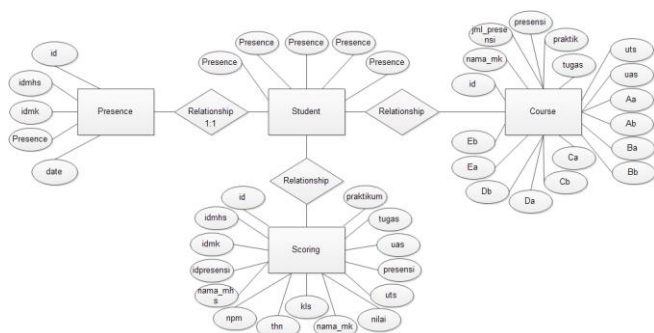 id
idmhs
idmk
Presence
date
Presence
Relationship
1:1
Presence
Presence
Presence
Presence
Presence
Student
Relationship
Course
id
nama_mk
jml_prese
nsi
presensi
praktik
tugas
uts
uas
Aa
Ab
Ba
Bb
Ca
Cb
Da
Db
Ea
Eb
Relationship
Scoring
id
idmhs
idmk
idpresensi
nama_mh
s
npm
thn
kls
nama_mk
nilai
uts
presensi
uas
tugas
praktikum